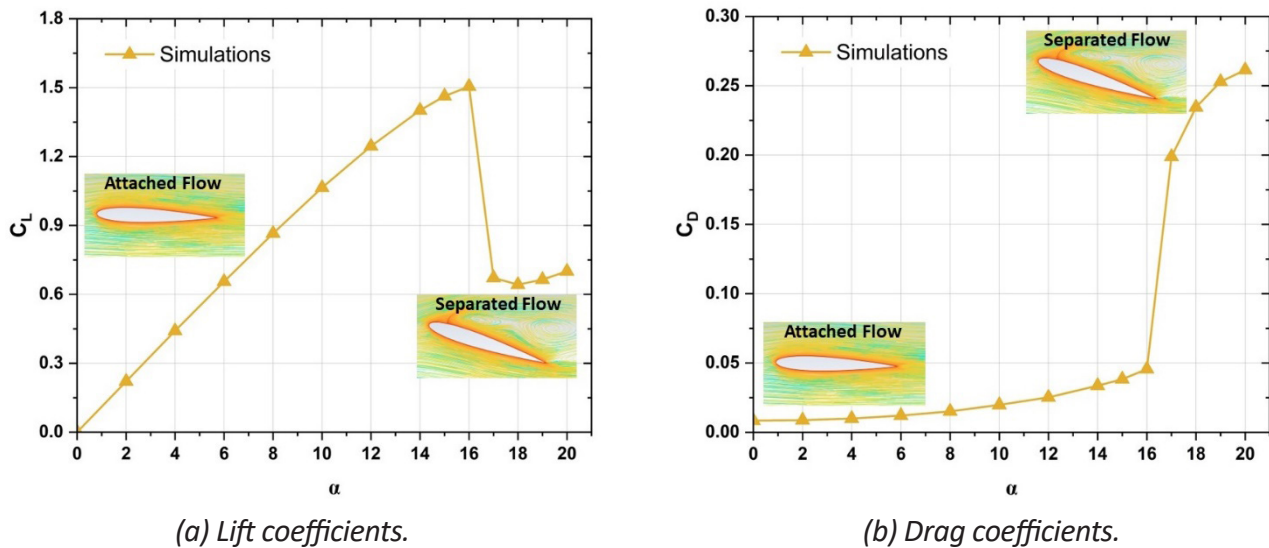 1.8
1.5
1.2
0.9
0.6
0.3
0.0
C_L
Simulations
Attached Flow
Separated Flow
0 2 4 6 8 10 12 14 16 18 20
α
(a) Lift coefficients.
0.30
0.25
0.20
0.15
0.10
0.05
0.00
C_D
Simulations
Separated Flow
Attached Flow
0 2 4 6 8 10 12 14 16 18 20
α
(b) Drag coefficients.